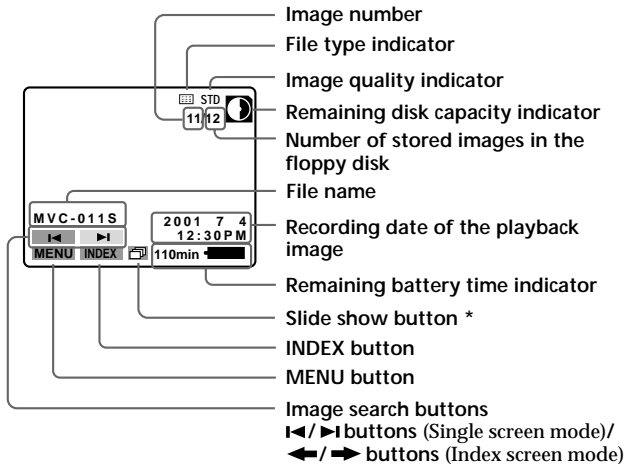 Image number
File type indicator
Image quality indicator
Remaining disk capacity indicator
Number of stored images in the
floppy disk
File name
Recording date of the playback
image
Remaining battery time indicator
Slide show button *
INDEX button
MENU button
Image search buttons
⏮/⏭ buttons (Single screen mode)/
←/→ buttons (Index screen mode)
STD
11/12
MVC-011S
2001 7 4
12:30PM
MENU INDEX 110min